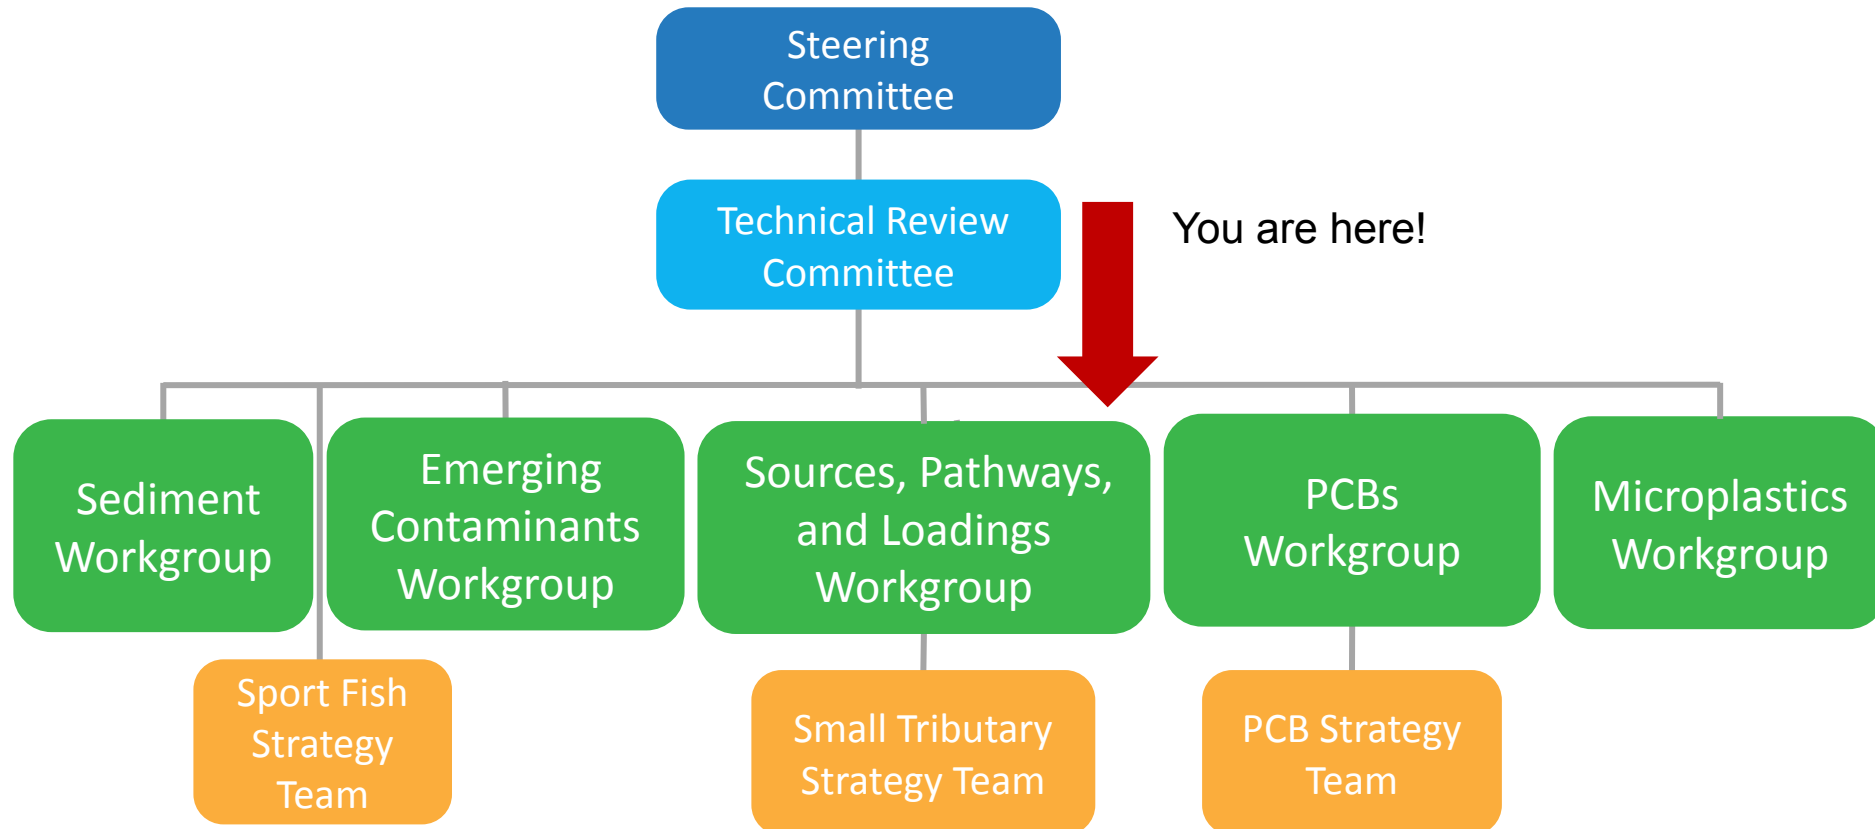 Steering
Committee
Technical Review
Committee
You are here!
Sediment
Workgroup
Emerging
Contaminants
Workgroup
Sources, Pathways,
and Loadings
Workgroup
PCBs
Workgroup
Microplastics
Workgroup
Sport Fish
Strategy
Team
Small Tributary
Strategy Team
PCB Strategy
Team